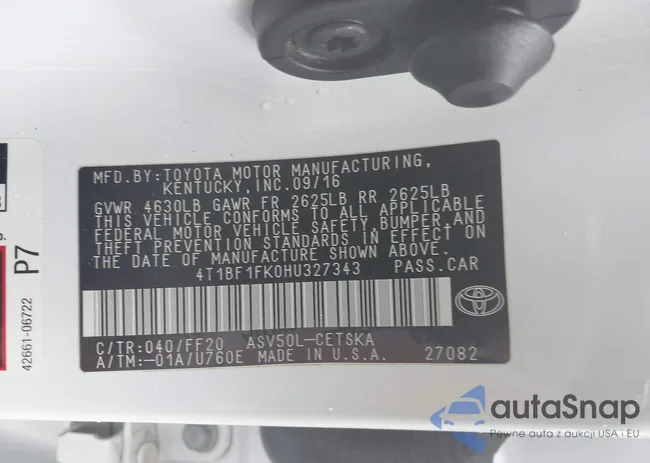 MFD.BY:TOYOTA MOTOR MANUFACTURING,
KENTUCKY, INC.09/16
GVWR 4630LB GAWR FR 2625LB RR 2625LB
THIS VEHICLE CONFORMS TO ALL APPLICABLE
FEDERAL MOTOR VEHICLE SAFETY,BUMPER,AND
THEFT PREVENTION STANDARDS IN EFFECT ON
THE DATE OF MANUFACTURE SHOWN ABOVE.
4T1BF1FK0HU327343 PASS.CAR
C/TR:040/FF20 ASV50L-CETSKA
A/TM:-01A/U760E MADE IN U.S.A. 27082
P7
42661-06722
autaSnap
Pewne auta z aukcji USA i EU